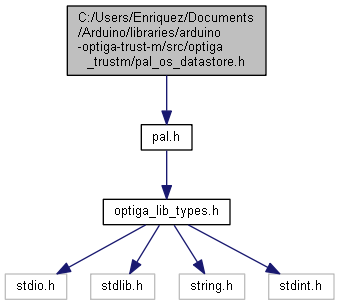 C:/Users/Enriquez/Documents
/Arduino/libraries/arduino
-optiga-trust-m/src/optiga
_trustm/pal_os_datastore.h
pal.h
optiga_lib_types.h
stdio.h
stdlib.h
string.h
stdint.h